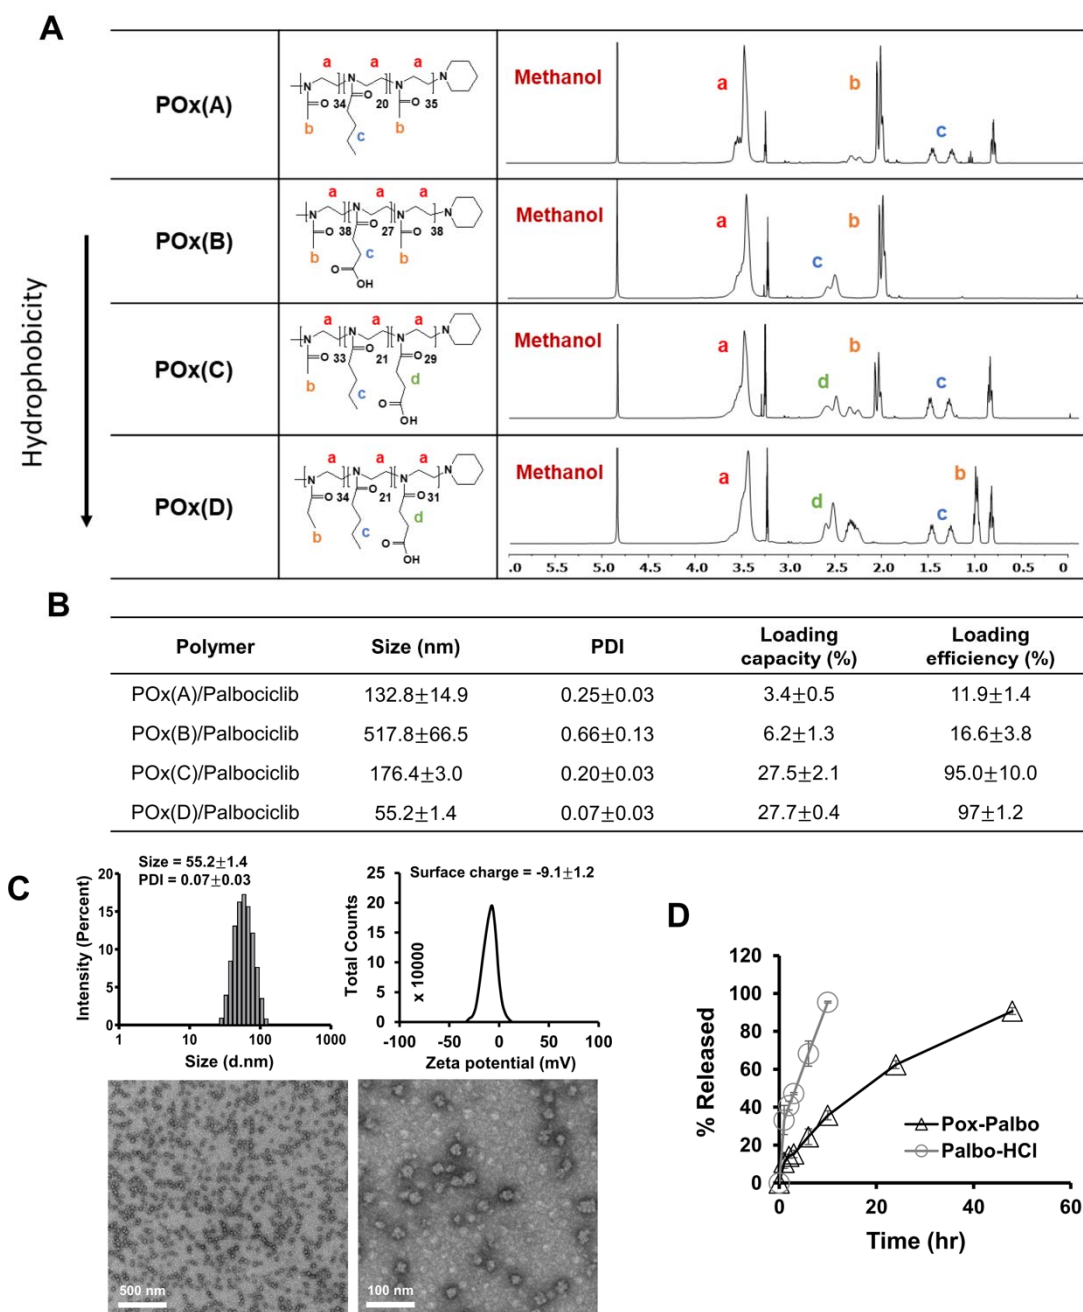 A
Hydrophobicity
POx(A)
a a a
N N N N
O 34 O 20 O 35
b c b
Methanol a b c
POx(B)
a a a
N N N N
O 38 O 27 O 38
b c b
O OH
Methanol a c b
POx(C)
a a a
N N N N
O 33 O 21 O 29
b c d
O OH
Methanol a d b c
POx(D)
a a a
N N N N
O 34 O 21 O 31
b c d
O OH
Methanol a d c b
.0 5.0 4.5 4.0 3.5 3.0 2.5 2.0 1.5 1.0 0.5 0
B
Polymer Size (nm) PDI Loading capacity (%) Loading efficiency (%)
POx(A)/Palbociclib 132.8±14.9 0.25±0.03 3.4±0.5 11.9±1.4
POx(B)/Palbociclib 517.8±66.5 0.66±0.13 6.2±1.3 16.6±3.8
POx(C)/Palbociclib 176.4±3.0 0.20±0.03 27.5±2.1 95.0±10.0
POx(D)/Palbociclib 55.2±1.4 0.07±0.03 27.7±0.4 97±1.2
C
Size = 55.2±1.4
PDI = 0.07±0.03
Intensity (Percent)
20
15
10
5
0
1 10 100 1000
Size (d.nm)
Surface charge = -9.1±1.2
Total Counts
x 10000
25
20
15
10
5
0
-100 -50 0 50 100
Zeta potential (mV)
500 nm
100 nm
D
% Released
120
100
80
60
40
20
0
Pox-Palbo
Palbo-HCl
0 20 40 60
Time (hr)